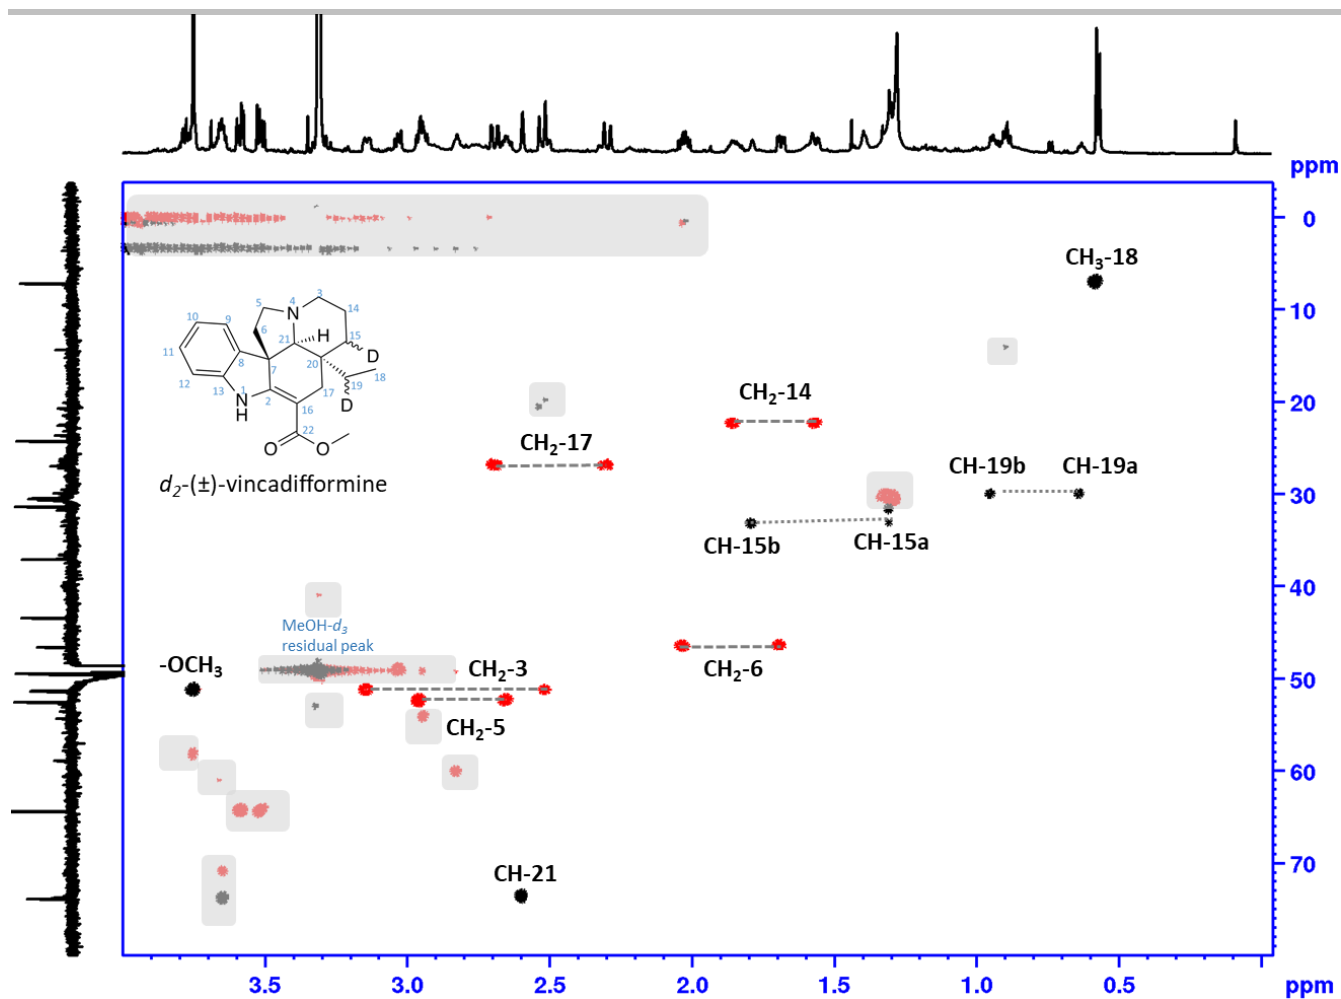 ppm
0
CH3-18
10
3
5
4
N
14
10
9
6
21
H
15
11
8
7
20
D
12
13
1
19
18
N
H
2
17
D
16
22
O
O
d2-(±)-vincadifformine
CH2-14
20
CH2-17
CH-19b
CH-19a
30
CH-15b
CH-15a
40
MeOH-d3
residual peak
-OCH3
CH2-3
CH2-6
50
CH2-5
60
CH-21
70
3.5
3.0
2.5
2.0
1.5
1.0
0.5
ppm